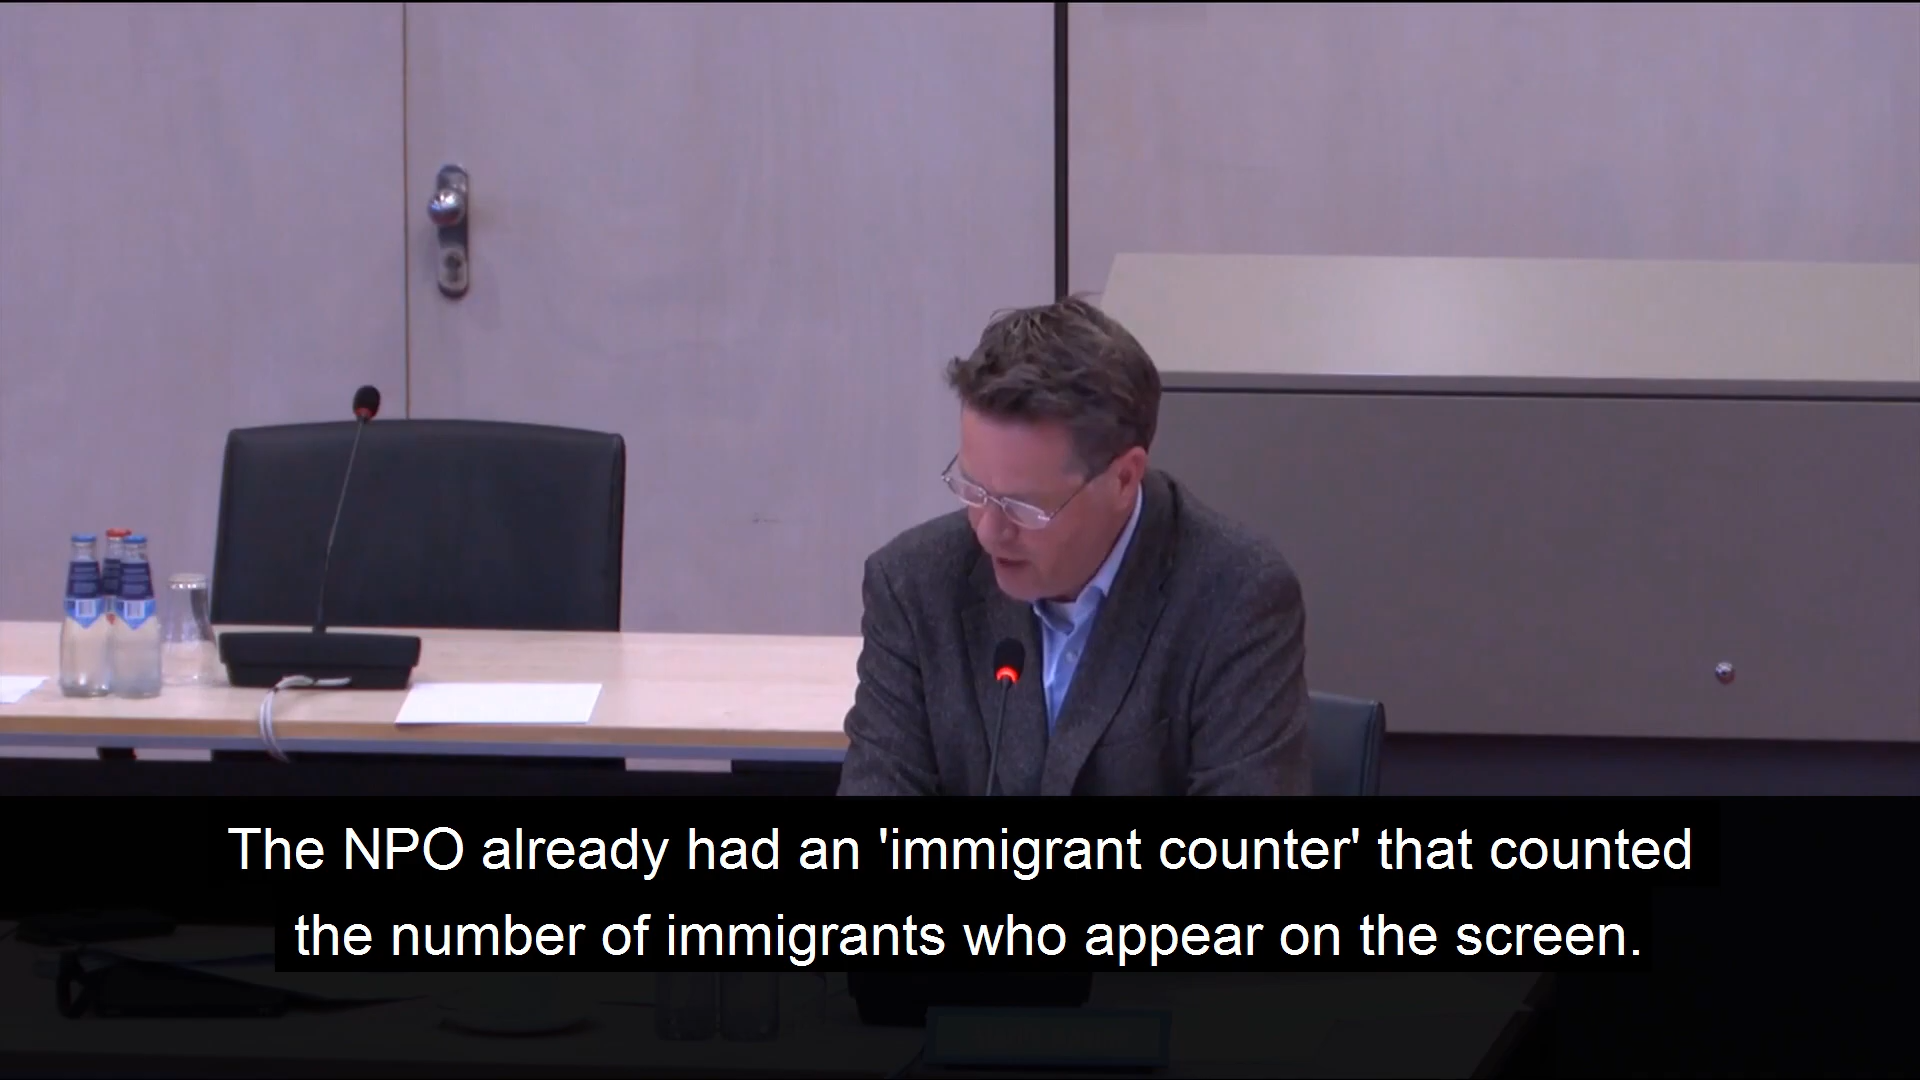 The NPO already had an 'immigrant counter' that counted
the number of immigrants who appear on the screen.